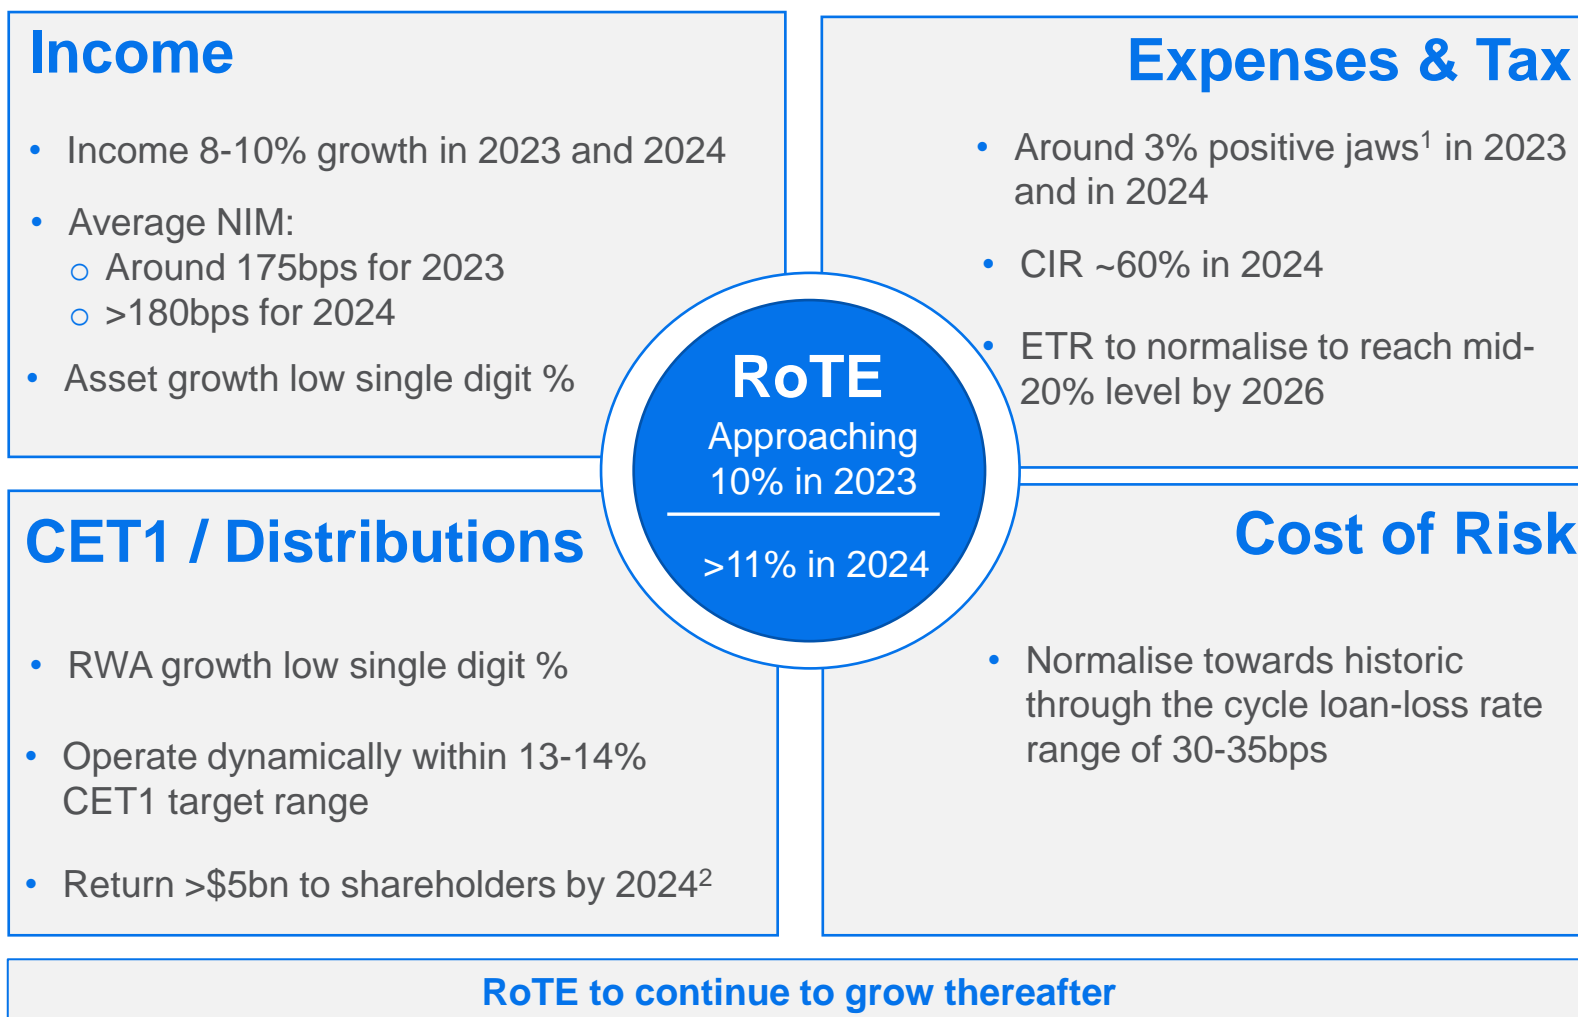 Income
• Income 8-10% growth in 2023 and 2024
• Average NIM:
o Around 175bps for 2023
o >180bps for 2024
• Asset growth low single digit %
Expenses & Tax
• Around 3% positive jaws¹ in 2023
and in 2024
• CIR ~60% in 2024
• ETR to normalise to reach mid-
20% level by 2026
RoTE
Approaching
10% in 2023
>11% in 2024
CET1 / Distributions
• RWA growth low single digit %
• Operate dynamically within 13-14%
CET1 target range
• Return >$5bn to shareholders by 2024²
Cost of Risk
• Normalise towards historic
through the cycle loan-loss rate
range of 30-35bps
RoTE to continue to grow thereafter